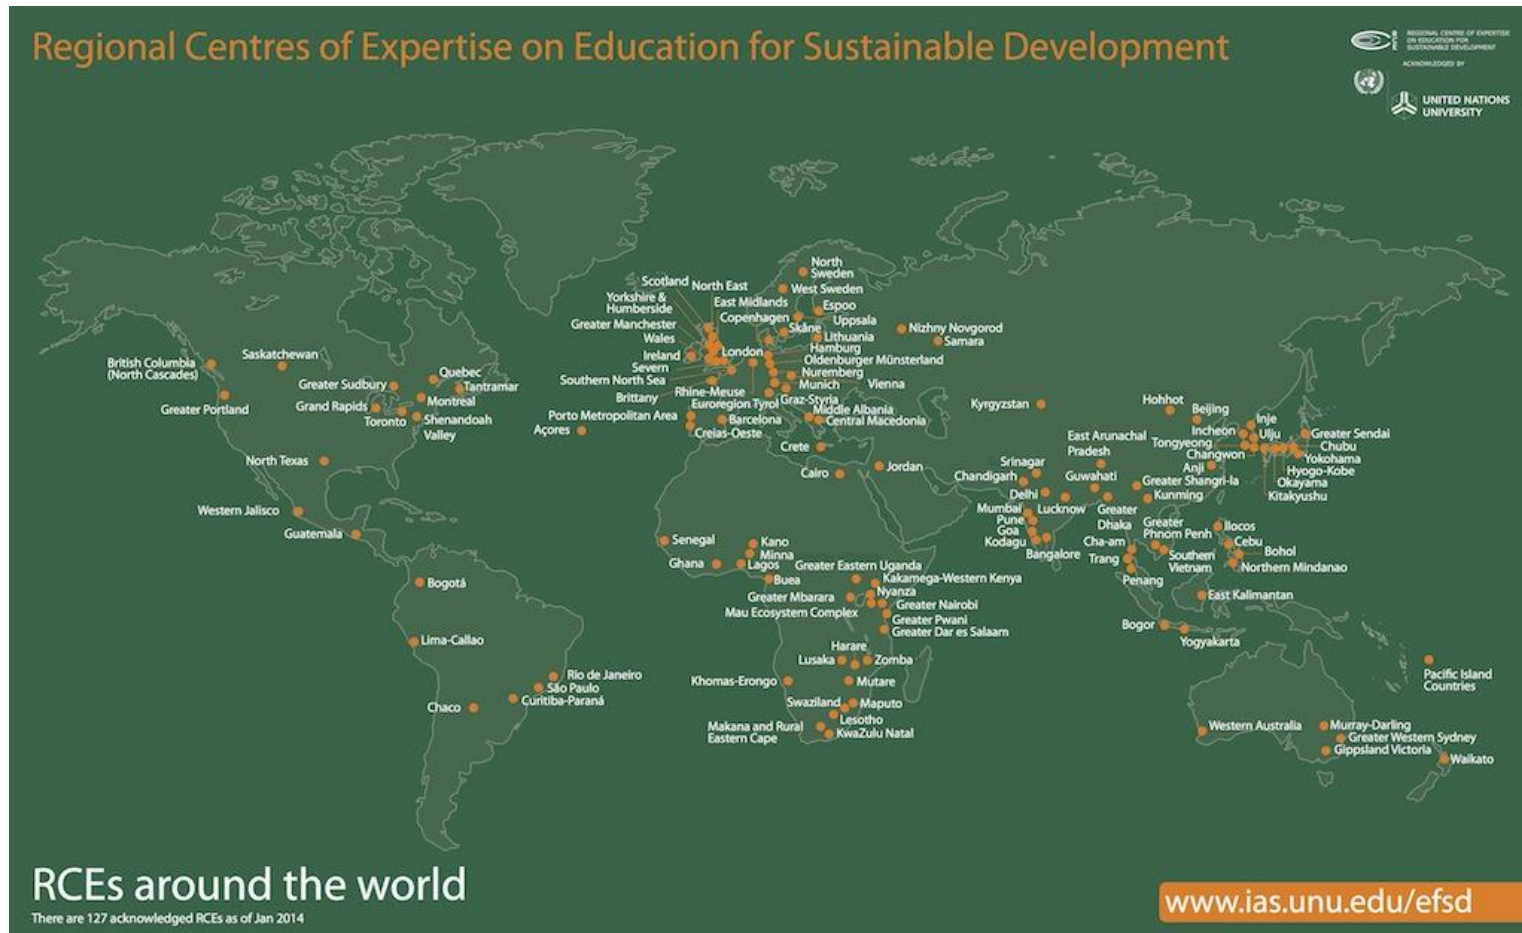 Regional Centres of Expertise on Education for Sustainable Development
REGIONAL CENTRE OF EXPERTISE
ON EDUCATION FOR
SUSTAINABLE DEVELOPMENT
ACKNOWLEDGED BY
UNITED NATIONS
UNIVERSITY
British Columbia
(North Cascades)
Saskatchewan
Greater Portland
Greater Sudbury
Grand Rapids
Toronto
Quebec
Tantramar
Montreal
Shenandoah
Valley
North Texas
Western Jalisco
Guatemala
Bogotá
Lima-Callao
Rio de Janeiro
São Paulo
Curitiba-Paraná
Chaco
Scotland
North East
Yorkshire &
Humberside
East Midlands
Greater Manchester
Copenhagen
Wales
Ireland
London
Severn
Southern North Sea
Brittany
Rhine-Meuse
Euroregion Tyrol
Porto Metropolitan Area
Açores
Barcelona
Creias-Oeste
North
Sweden
West Sweden
Espoo
Uppsala
Skåne
Lithuania
Hamburg
Oldenburger Münsterland
Nuremberg
Munich
Vienna
Graz-Styria
Middle Albania
Central Macedonia
Crete
Cairo
Jordan
Nizhny Novgorod
Samara
Kyrgyzstan
Senegal
Ghana
Kano
Minna
Lagos
Buea
Greater Eastern Uganda
Kakamega-Western Kenya
Nyanza
Greater Mbarara
Mau Ecosystem Complex
Greater Nairobi
Greater Pwani
Greater Dar es Salaam
Harare
Lusaka
Zomba
Khomas-Erongo
Mutare
Swaziland
Maputo
Lesotho
Makana and Rural
Eastern Cape
KwaZulu Natal
Hohhot
Beijing
Inje
Incheon
Ulju
Tongyeong
Changwon
Anji
Greater Sendai
Chubu
Yokohama
Hyogo-Kobe
Okayama
Kitakyushu
East Arunachal
Pradesh
Srinagar
Chandigarh
Guwahati
Greater Shangri-la
Kunming
Delhi
Mumbai
Lucknow
Pune
Goa
Kodagu
Bangalore
Greater
Dhaka
Greater
Phnom Penh
Cha-am
Trang
Southern
Vietnam
Penang
Ilocos
Cebu
Bohol
Northern Mindanao
East Kalimantan
Bogor
Yogyakarta
Pacific Island
Countries
Western Australia
Murray-Darling
Greater Western Sydney
Gippsland Victoria
Waikato
RCEs around the world
There are 127 acknowledged RCEs as of Jan 2014
www.ias.unu.edu/efsd